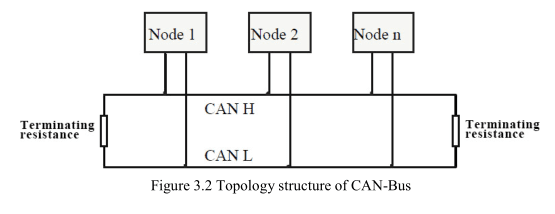 Node 1
Node 2
Node n
CAN H
Terminating
resistance
Terminating
resistance
CAN L
Figure 3.2 Topology structure of CAN-Bus